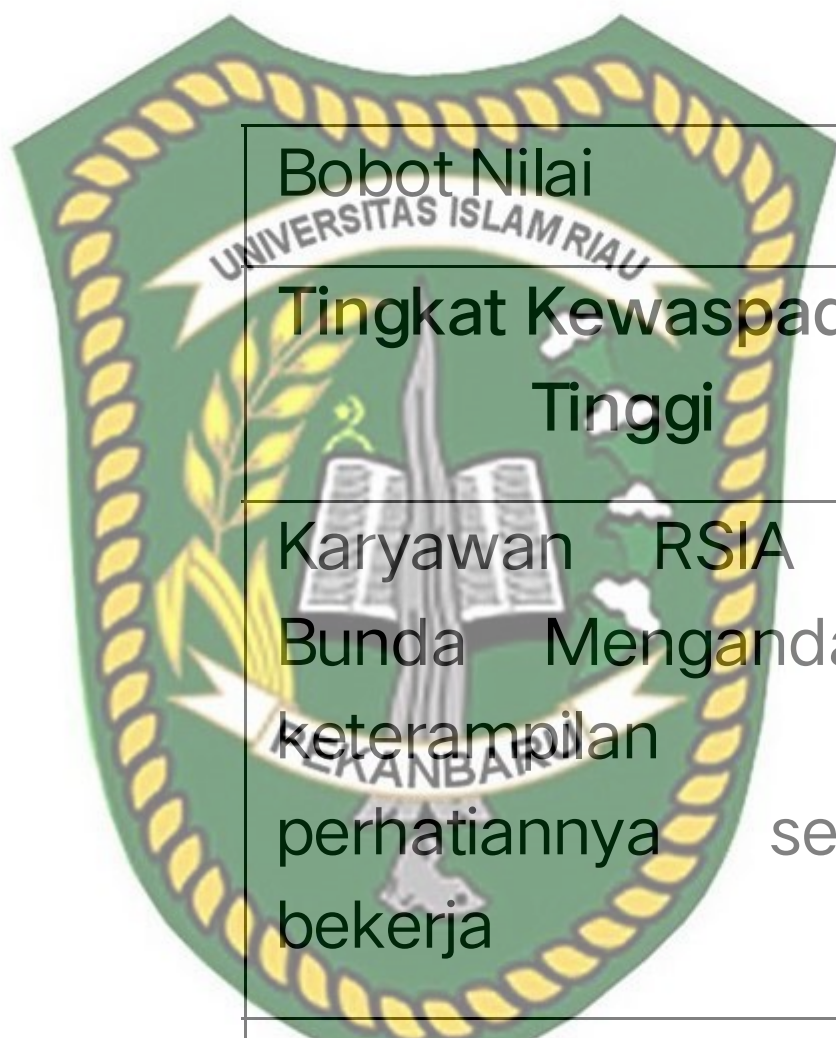 Bobot Nilai
UNIVERSITAS ISLAM RIAU
Tingkat Kewaspad
Tinggi
Karyawan RSIA
Bunda Menganda
keterampilan
PEKANBARU
perhatiannya se
bekerja